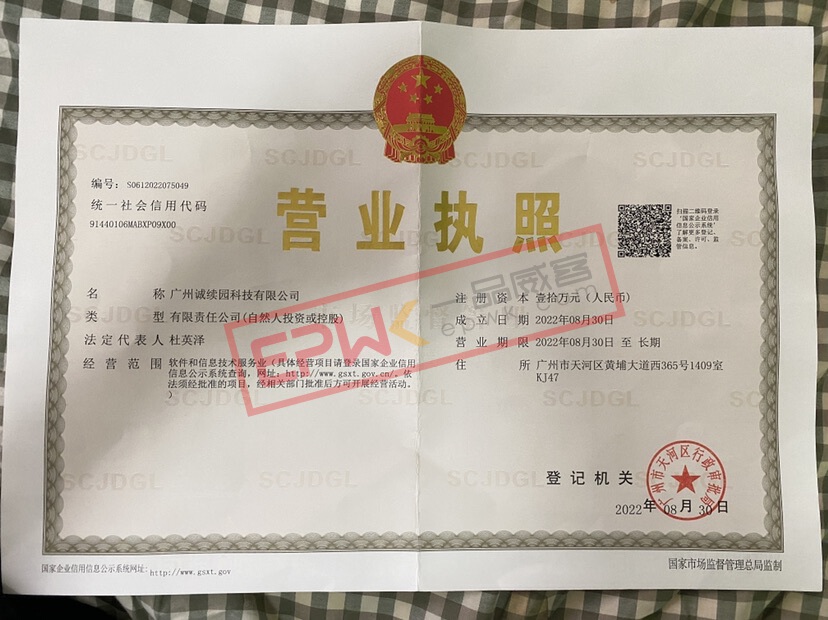 编号: S0612022075049
统一社会信用代码
91440106MABXP09X00
营业执照
扫描二维码登录
‘国家企业信用
信息公示系统’
了解更多登记、
备案、许可、监
管信息。
名 称 广州诚续园科技有限公司
类 型 有限责任公司(自然人投资或控股)
法定代表人 杜英泽
经营范围 软件和信息技术服务业(具体经营项目请登录国家企业信用
信息公示系统查询,网址:http://www.gsxt.gov.cn/。依
法须经批准的项目,经相关部门批准后方可开展经营活动。
)
注册资本 壹拾万元(人民币)
成立日期 2022年08月30日
营业期限 2022年08月30日 至 长期
住 所 广州市天河区黄埔大道西365号1409室
KJ47
EPWK 一品威客
epwk.com
登记机关
广州市天河区行政审批局
2022年 08月 30日
国家企业信用信息公示系统网址:http://www.gsxt.gov
国家市场监督管理总局监制
SCJDGL
SCJDGL
SCJDGL
SCJDGL
SCJDGL
SCJDGL
SCJDGL
SCJDGL
SCJDGL